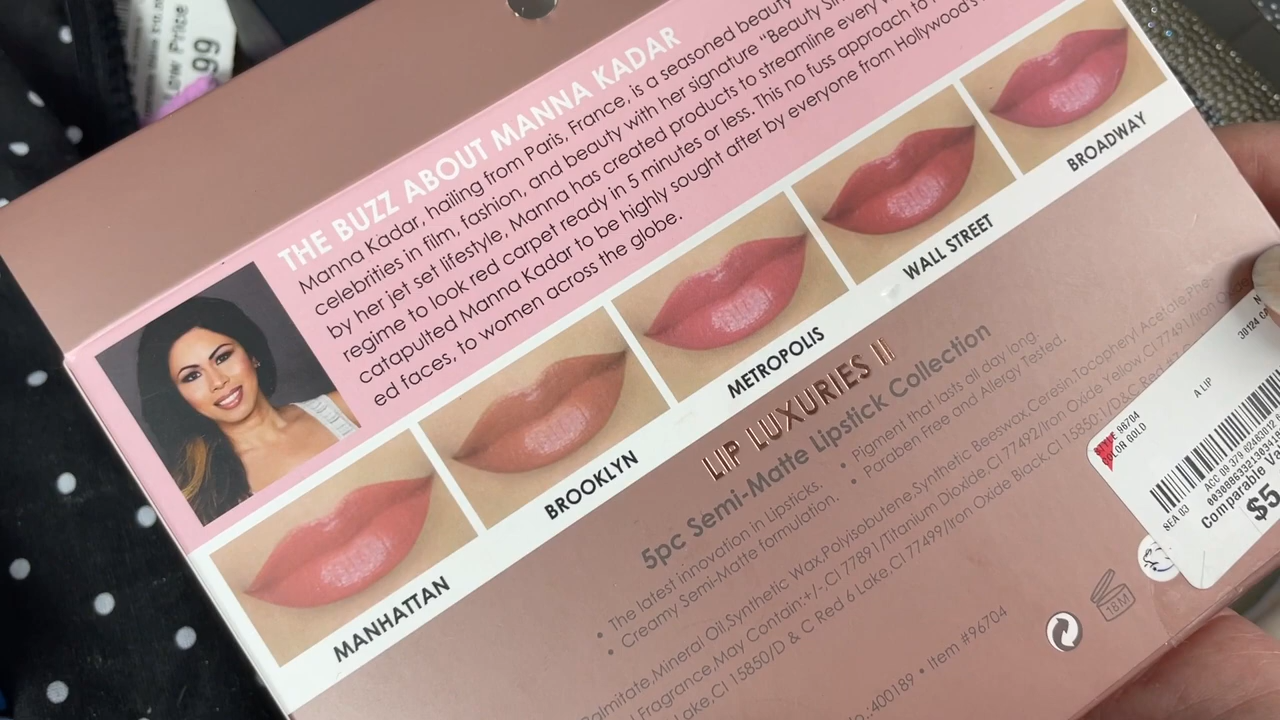 THE BUZZ ABOUT MANNA KADAR
Manna Kadar, hailing from Paris, France, is a seasoned beauty
celebrities in film, fashion, and beauty with her signature "Beauty
by her jet set lifestyle, Manna has created products to streamline every
regime to look red carpet ready in 5 minutes or less. This no fuss approach to
catapulted Manna Kadar to be highly sought after by everyone from Hollywood's
ed faces, to women across the globe.
MANHATTAN
BROOKLYN
METROPOLIS
WALL STREET
BROADWAY
LIP LUXURIES II
5pc Semi-Matte Lipstick Collection
• The latest innovation in Lipsticks.
• Creamy Semi-Matte formulation.
• Pigment that lasts all day long.
• Paraben Free and Allergy Tested.
Mineral Oil,Synthetic Wax,Polyisobutene,Synthetic Beeswax,Ceresin,Tocopheryl Acetate,Phe-
Fragrance,May Contain:+/-,CI 77891/Titanium Dioxide,CI 77492/Iron Oxide Yellow,CI 77491/Iron
Lake,CI 15850/D & C Red 6 Lake,CI 77499/Iron Oxide Black,CI 15850:1/D&C Red
:400189 • Item #96704
18M
A LIP
STYLE 96704
COLOR GOLD
SEA 03
Comparable
$5
Price
.99